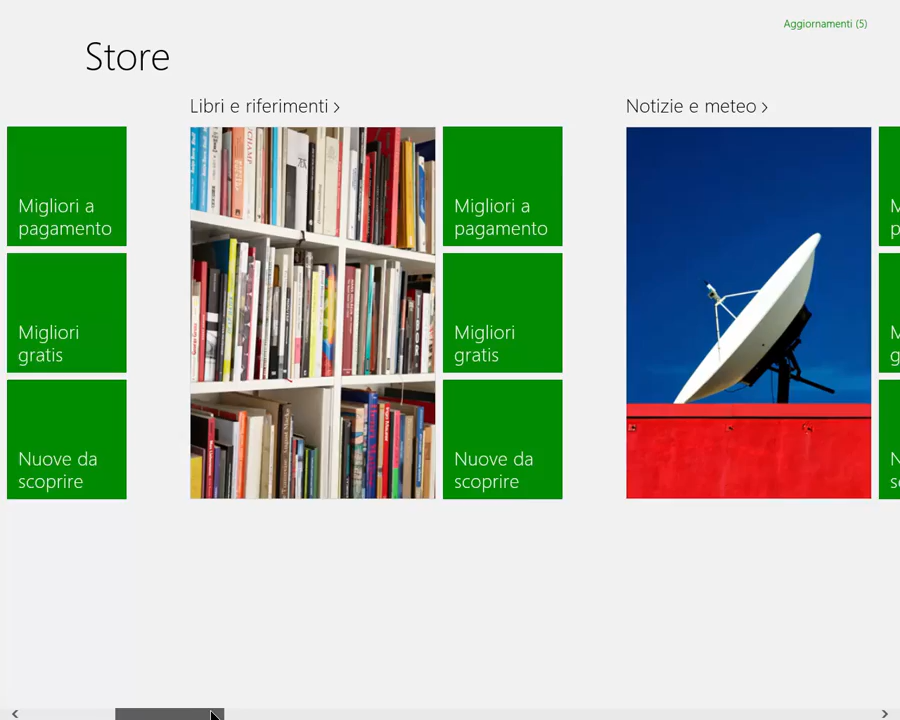 Aggiornamenti (5)
Store
Libri e riferimenti
Notizie e meteo
Migliori a
pagamento
Migliori
gratis
Nuove da
scoprire
Migliori a
pagamento
Migliori
gratis
Nuove da
scoprire